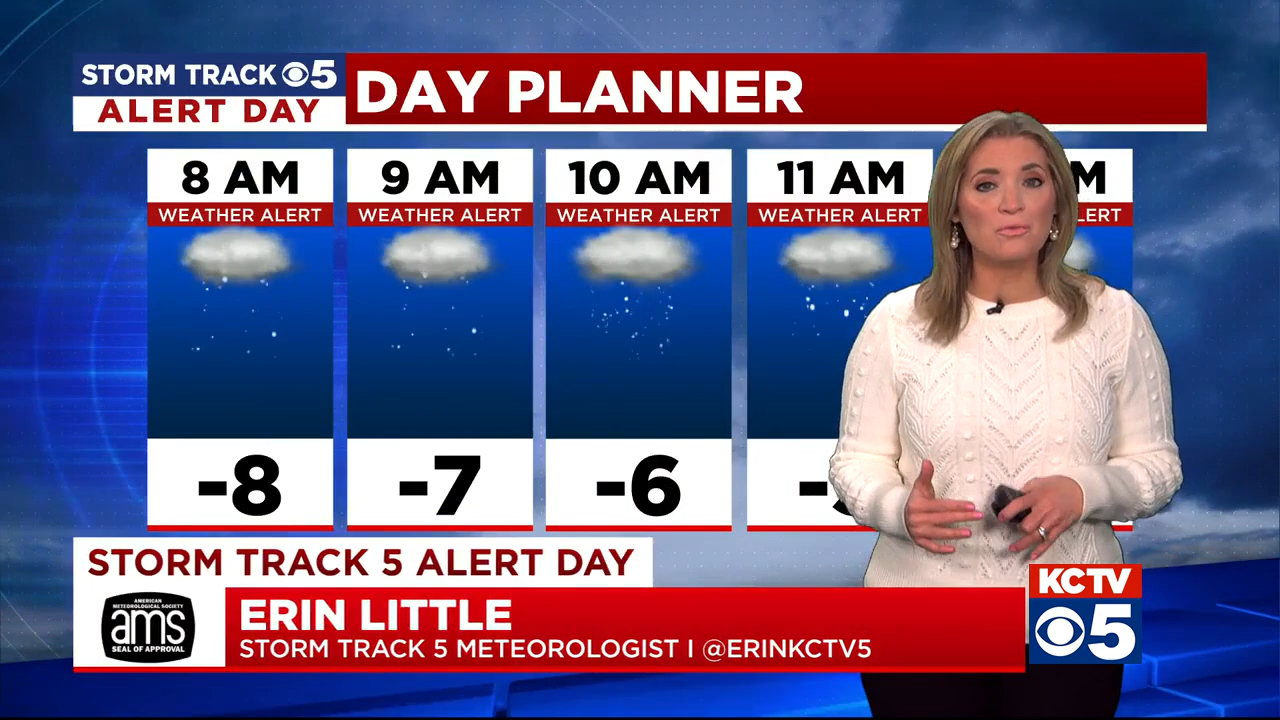 STORM TRACK 5
ALERT DAY
DAY PLANNER
8 AM
9 AM
10 AM
11 AM
WEATHER ALERT
WEATHER ALERT
WEATHER ALERT
WEATHER ALERT
-8
-7
-6
STORM TRACK 5 ALERT DAY
AMERICAN
METEOROLOGICAL SOCIETY
ams
SEAL OF APPROVAL
ERIN LITTLE
STORM TRACK 5 METEOROLOGIST | @ERINKCTV5
KCTV
5